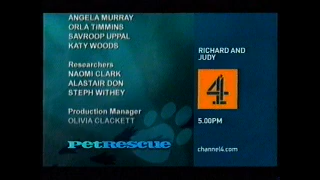 ANGELA MURRAY
ORLA TIMMINS
SAVROOP UPPAL
KATY WOODS
Researchers
NAOMI CLARK
ALASTAIR DON
STEPH WITHEY
Production Manager
OLIVIA CLACKETT
PetRescue
RICHARD AND
JUDY
4
5.00PM
channel4.com